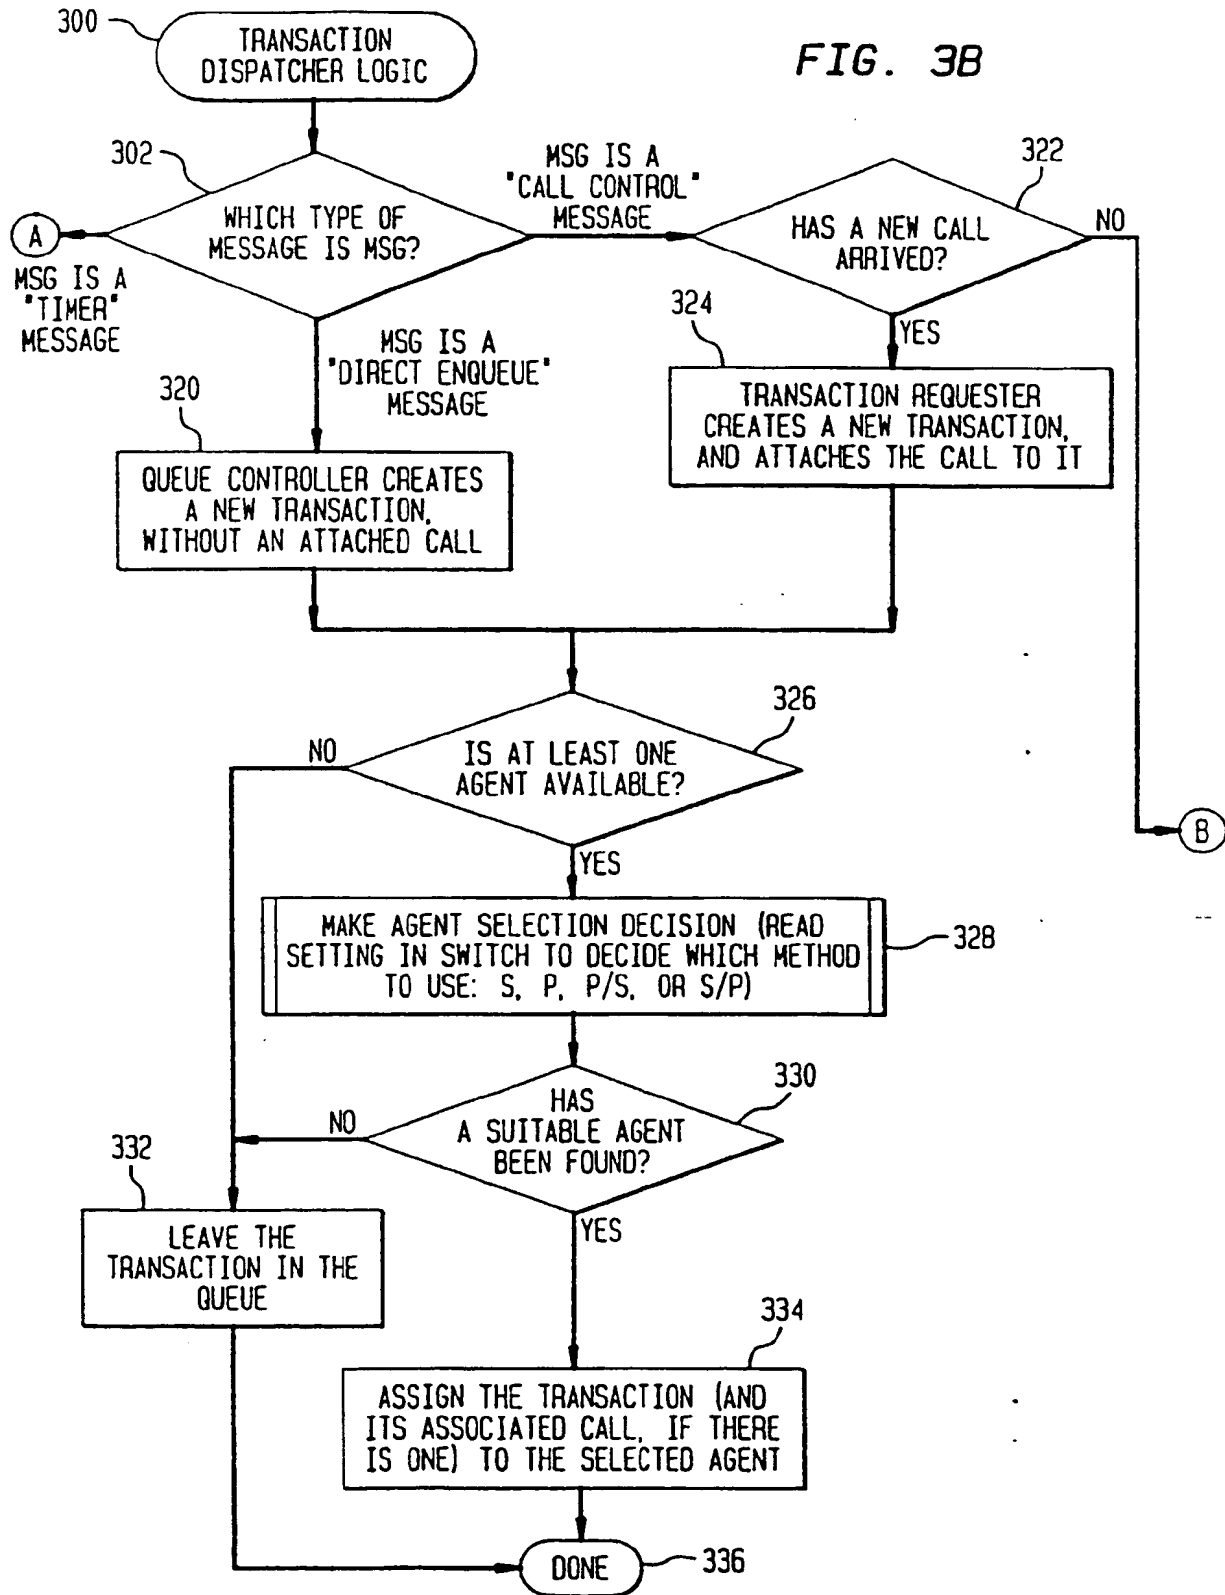 300
TRANSACTION
DISPATCHER LOGIC
FIG. 3B
302
WHICH TYPE OF
MESSAGE IS MSG?
A
MSG IS A
"TIMER"
MESSAGE
MSG IS A
"CALL CONTROL"
MESSAGE
322
HAS A NEW CALL
ARRIVED?
NO
YES
MSG IS A
"DIRECT ENQUEUE"
MESSAGE
320
QUEUE CONTROLLER CREATES
A NEW TRANSACTION,
WITHOUT AN ATTACHED CALL
324
TRANSACTION REQUESTER
CREATES A NEW TRANSACTION,
AND ATTACHES THE CALL TO IT
326
IS AT LEAST ONE
AGENT AVAILABLE?
NO
YES
B
MAKE AGENT SELECTION DECISION (READ
SETTING IN SWITCH TO DECIDE WHICH METHOD
TO USE: S, P, P/S, OR S/P)
328
330
HAS
A SUITABLE AGENT
BEEN FOUND?
NO
YES
332
LEAVE THE
TRANSACTION IN THE
QUEUE
334
ASSIGN THE TRANSACTION (AND
ITS ASSOCIATED CALL, IF THERE
IS ONE) TO THE SELECTED AGENT
DONE
336